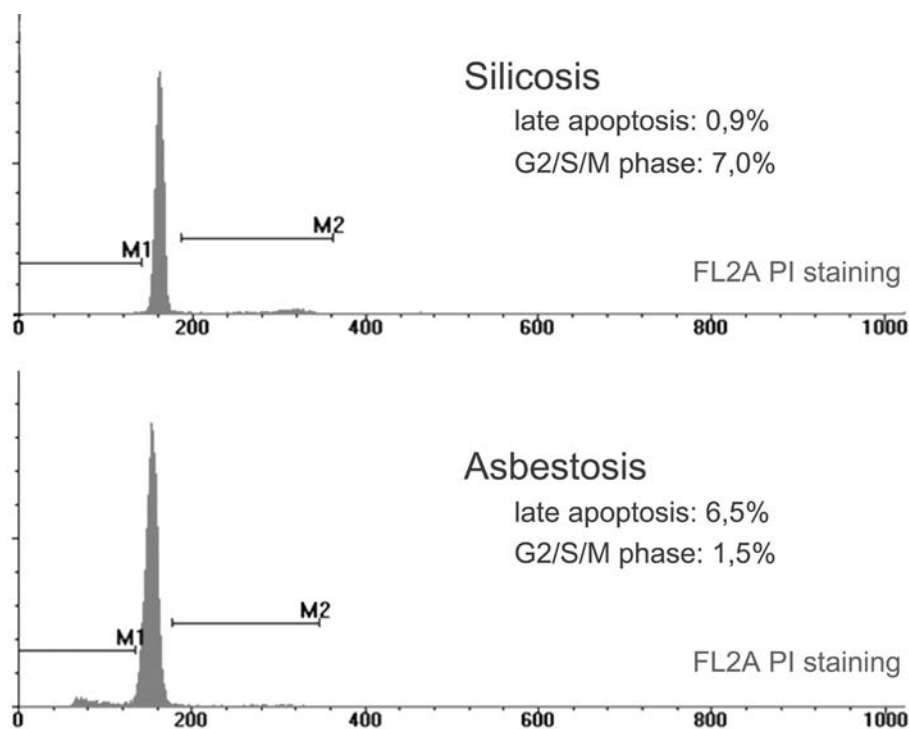 Silicosis
late apoptosis: 0,9%
G2/S/M phase: 7,0%
M1
M2
FL2A PI staining
0 200 400 600 800 1000
Asbestosis
late apoptosis: 6,5%
G2/S/M phase: 1,5%
M1
M2
FL2A PI staining
0 200 400 600 800 1000